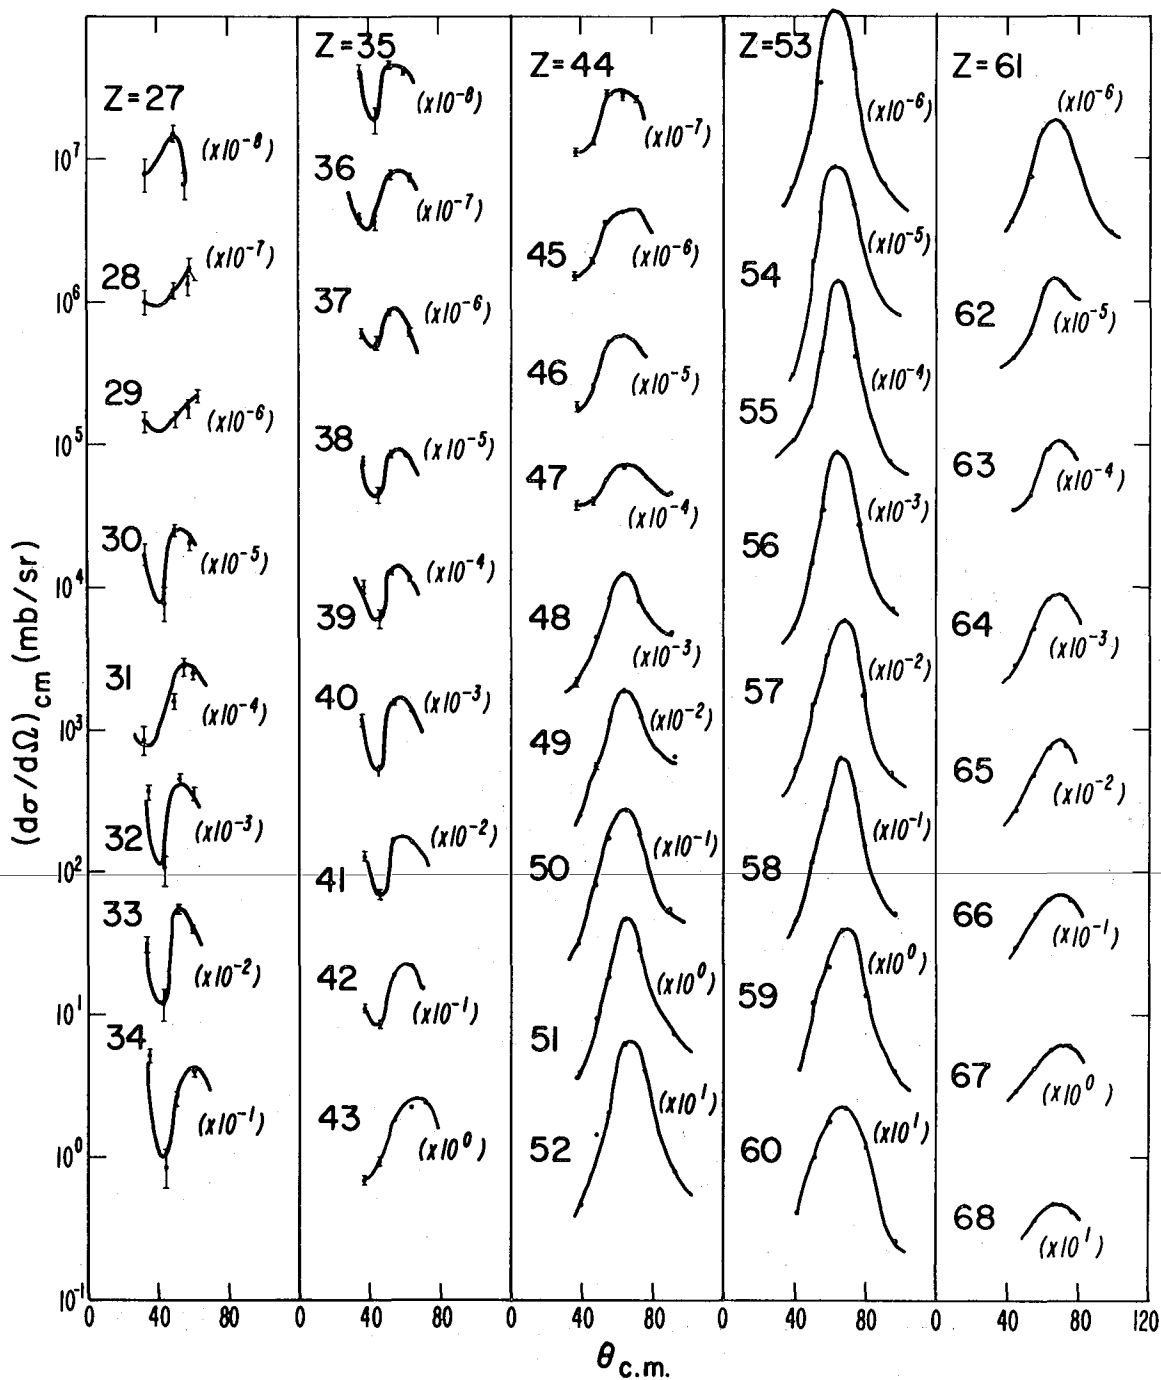 Z=27
(x10⁻⁸)
28
(x10⁻⁷)
29
(x10⁻⁶)
30
(x10⁻⁵)
31
(x10⁻⁴)
32
(x10⁻³)
33
(x10⁻²)
34
(x10⁻¹)
Z=35
(x10⁻⁸)
36
(x10⁻⁷)
37
(x10⁻⁶)
38
(x10⁻⁵)
39
(x10⁻⁴)
40
(x10⁻³)
41
(x10⁻²)
42
(x10⁻¹)
43
(x10⁰)
Z=44
(x10⁻⁷)
45
(x10⁻⁶)
46
(x10⁻⁵)
47
(x10⁻⁴)
48
(x10⁻³)
49
(x10⁻²)
50
(x10⁻¹)
51
(x10⁰)
52
(x10¹)
Z=53
(x10⁻⁶)
54
(x10⁻⁵)
55
(x10⁻⁴)
56
(x10⁻³)
57
(x10⁻²)
58
(x10⁻¹)
59
(x10⁰)
60
(x10¹)
Z=61
(x10⁻⁶)
62
(x10⁻⁵)
63
(x10⁻⁴)
64
(x10⁻³)
65
(x10⁻²)
66
(x10⁻¹)
67
(x10⁰)
68
(x10¹)
(dσ/dΩ)cm (mb/sr)
10⁷
10⁶
10⁵
10⁴
10³
10²
10¹
10⁰
10⁻¹
0 40 80 0 40 80 0 40 80 0 40 80 0 40 80 120
θc.m.